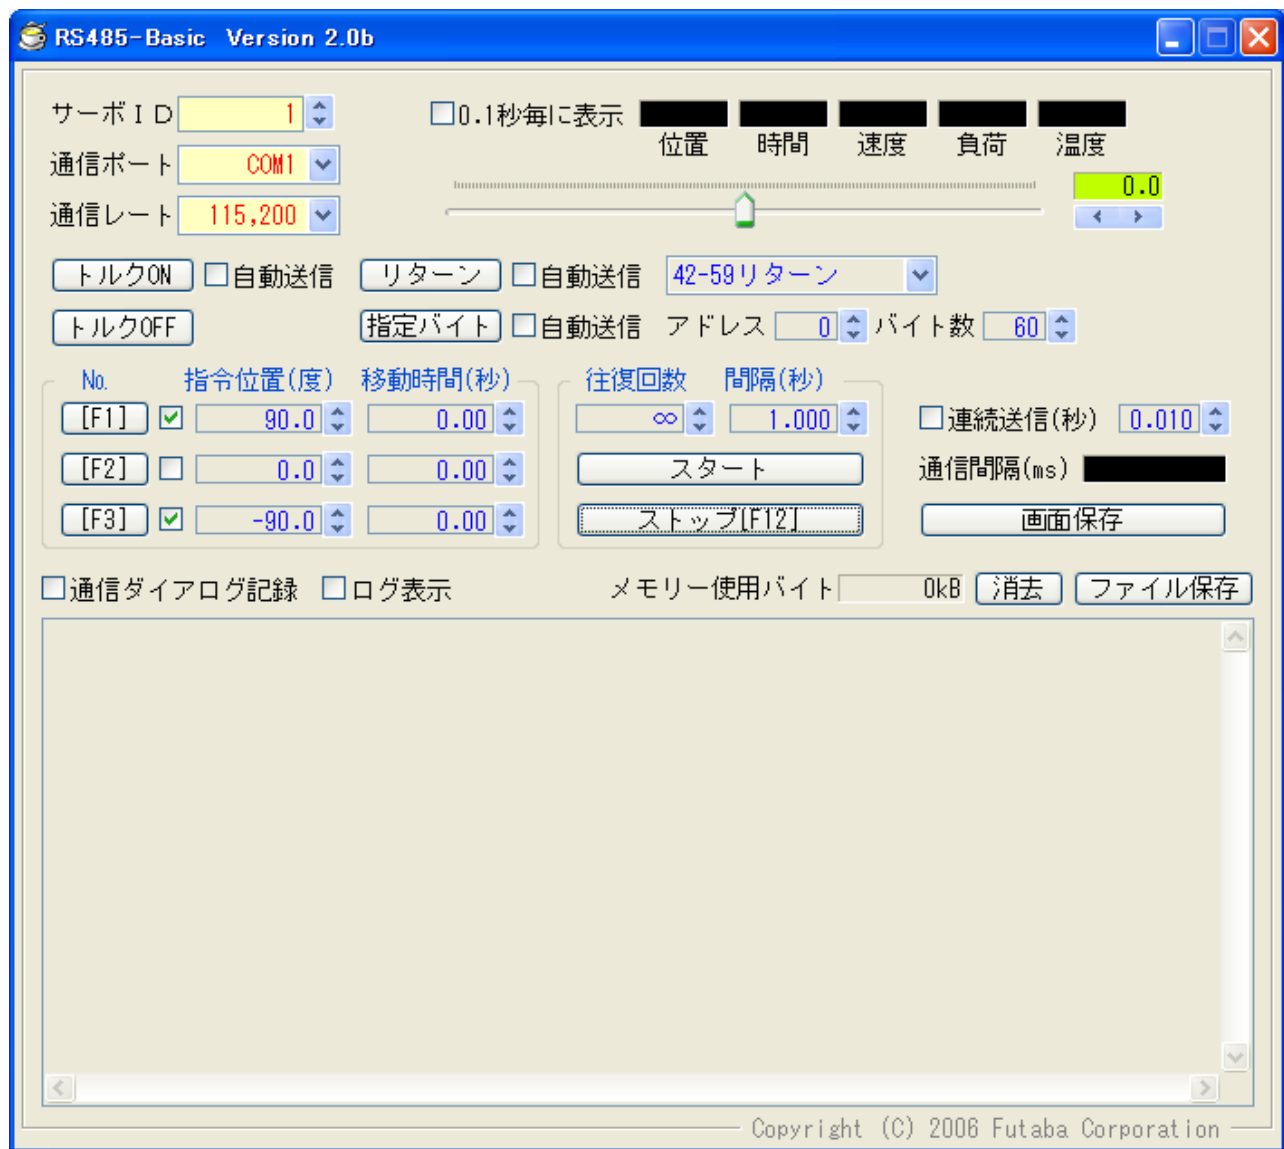 RS485-Basic Version 2.0b
サーボID 1
0.1秒毎に表示
位置 時間 速度 負荷 温度
通信ポート COM1
0.0
通信レート 115,200
トルクON 自動送信 リターン 自動送信 42-59リターン
トルクOFF 指定バイト 自動送信 アドレス 0 バイト数 60
No. 指令位置(度) 移動時間(秒) 往復回数 間隔(秒)
[F1] 90.0 0.00 ∞ 1.000 連続送信(秒) 0.010
[F2] 0.0 0.00 スタート 通信間隔(ms)
[F3] -90.0 0.00 ストップ[F12] 画面保存
通信ダイアログ記録 ログ表示 メモリー使用バイト 0kB 消去 ファイル保存
Copyright (C) 2006 Futaba Corporation